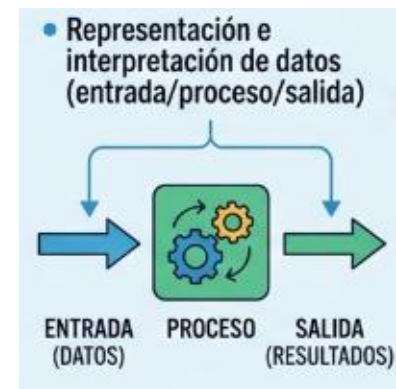 • Representación e
interpretación de datos
(entrada/proceso/salida)
ENTRADA PROCESO SALIDA
(DATOS) (RESULTADOS)